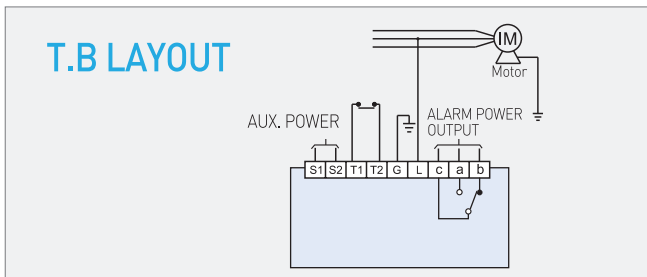 T.B LAYOUT
IM
Motor
AUX. POWER
ALARM POWER
OUTPUT
S1 S2 T1 T2 G L c a b